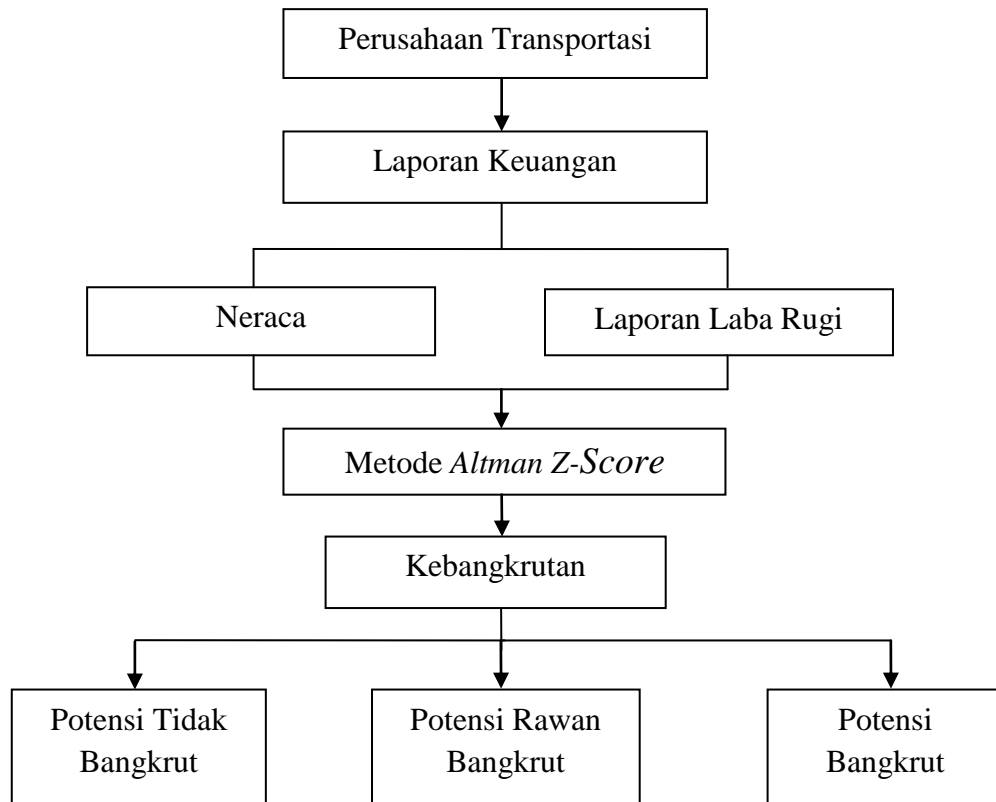 Perusahaan Transportasi
Laporan Keuangan
Neraca
Laporan Laba Rugi
Metode Altman Z-Score
Kebangkrutan
Potensi Tidak
Bangkrut
Potensi Rawan
Bangkrut
Potensi
Bangkrut